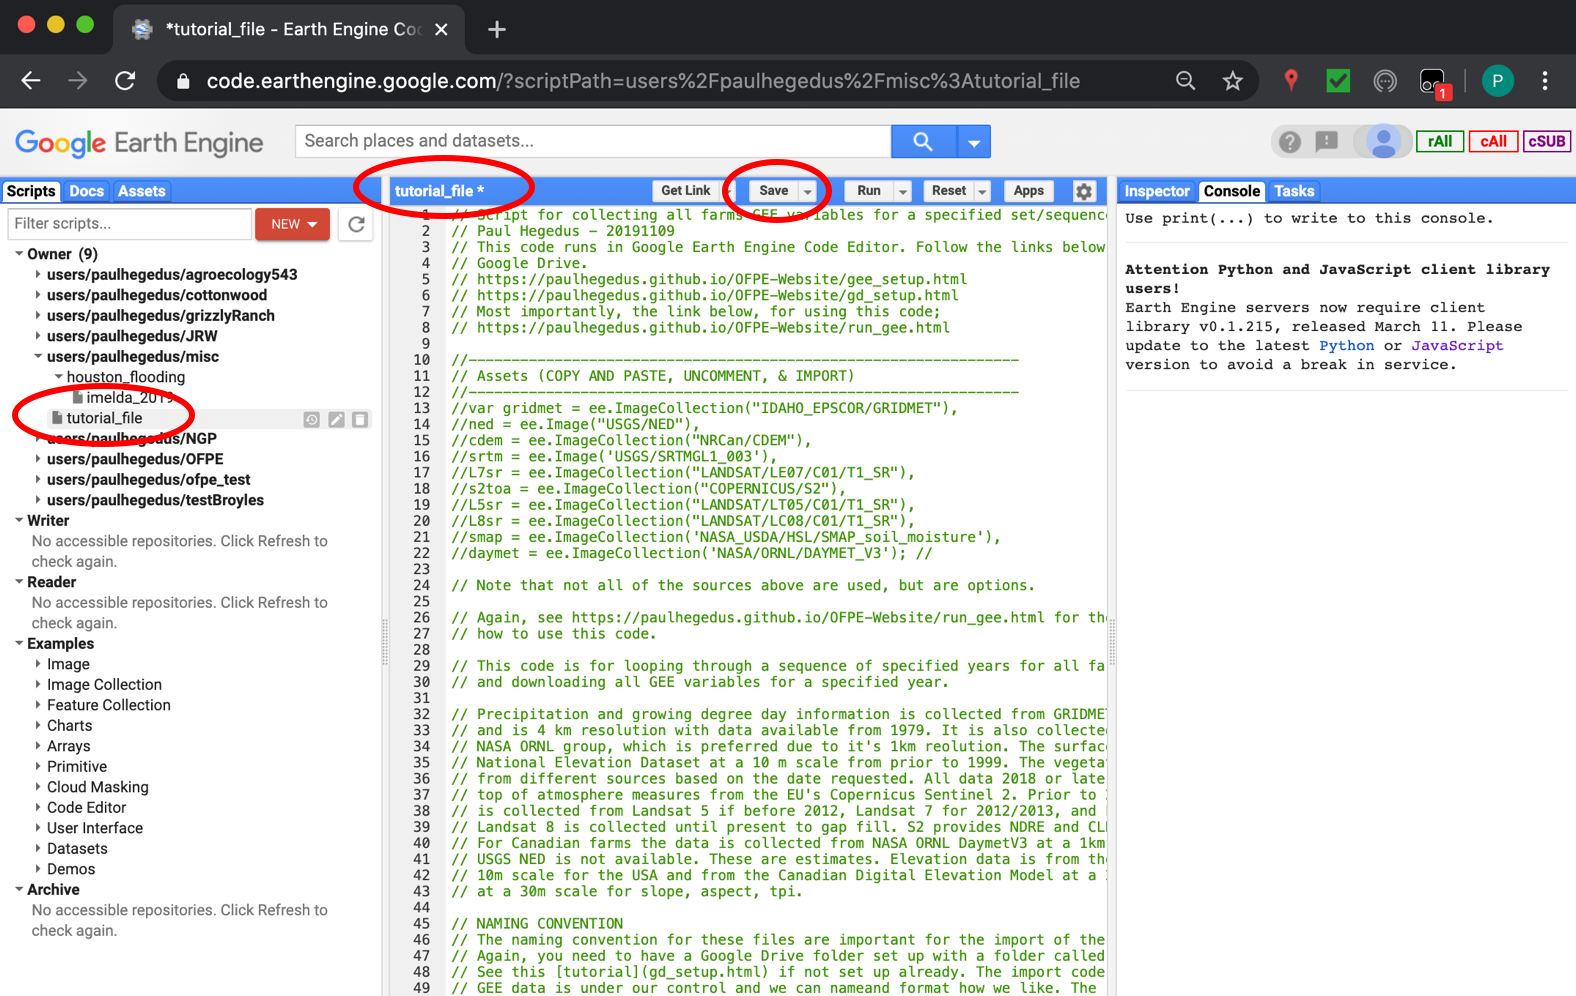 *tutorial_file - Earth Engine Co
code.earthengine.google.com/?scriptPath=users%2Fpaulhegedus%2Fmisc%3Atutorial_file
1
P
Google Earth Engine
Search places and datasets...
rAll
cAll
cSUB
Scripts
Docs
Assets
Filter scripts...
NEW
Owner (9)
users/paulhegedus/agroecology543
users/paulhegedus/cottonwood
users/paulhegedus/grizzlyRanch
users/paulhegedus/JRW
users/paulhegedus/misc
houston_flooding
imelda_2019
tutorial_file
users/paulhegedus/NGP
users/paulhegedus/OFPE
users/paulhegedus/ofpe_test
users/paulhegedus/testBroyles
Writer
No accessible repositories. Click Refresh to
check again.
Reader
No accessible repositories. Click Refresh to
check again.
Examples
Image
Image Collection
Feature Collection
Charts
Arrays
Primitive
Cloud Masking
Code Editor
User Interface
Datasets
Demos
Archive
No accessible repositories. Click Refresh to
check again.
tutorial_file *
Get Link
Save
Run
Reset
Apps
1 // Script for collecting all farms GEE variables for a specified set/sequence
2 // Paul Hegedus - 20191109
3 // This code runs in Google Earth Engine Code Editor. Follow the links below
4 // Google Drive.
5 // https://paulhegedus.github.io/OFPE-Website/gee_setup.html
6 // https://paulhegedus.github.io/OFPE-Website/gd_setup.html
7 // Most importantly, the link below, for using this code;
8 // https://paulhegedus.github.io/OFPE-Website/run_gee.html
9
10 //----------------------------------------------------------------
11 // Assets (COPY AND PASTE, UNCOMMENT, & IMPORT)
12 //----------------------------------------------------------------
13 //var gridmet = ee.ImageCollection("IDAHO_EPSCOR/GRIDMET"),
14 //ned = ee.Image("USGS/NED"),
15 //cdem = ee.ImageCollection("NRCan/CDEM"),
16 //srtm = ee.Image('USGS/SRTMGL1_003'),
17 //L7sr = ee.ImageCollection("LANDSAT/LE07/C01/T1_SR"),
18 //s2toa = ee.ImageCollection("COPERNICUS/S2"),
19 //L5sr = ee.ImageCollection("LANDSAT/LT05/C01/T1_SR"),
20 //L8sr = ee.ImageCollection("LANDSAT/LC08/C01/T1_SR"),
21 //smap = ee.ImageCollection('NASA_USDA/HSL/SMAP_soil_moisture'),
22 //daymet = ee.ImageCollection('NASA/ORNL/DAYMET_V3'); //
23
24 // Note that not all of the sources above are used, but are options.
25
26 // Again, see https://paulhegedus.github.io/OFPE-Website/run_gee.html for th
27 // how to use this code.
28
29 // This code is for looping through a sequence of specified years for all fa
30 // and downloading all GEE variables for a specified year.
31
32 // Precipitation and growing degree day information is collected from GRIDME
33 // and is 4 km resolution with data available from 1979. It is also collecte
34 // NASA ORNL group, which is preferred due to it's 1km reolution. The surfac
35 // National Elevation Dataset at a 10 m scale from prior to 1999. The vegeta
36 // from different sources based on the date requested. All data 2018 or late
37 // top of atmosphere measures from the EU's Copernicus Sentinel 2. Prior to
38 // is collected from Landsat 5 if before 2012, Landsat 7 for 2012/2013, and
39 // Landsat 8 is collected until present to gap fill. S2 provides NDRE and CL
40 // For Canadian farms the data is collected from NASA ORNL DaymetV3 at a 1km
41 // USGS NED is not available. These are estimates. Elevation data is from th
42 // 10m scale for the USA and from the Canadian Digital Elevation Model at a
43 // at a 30m scale for slope, aspect, tpi.
44
45 // NAMING CONVENTION
46 // The naming convention for these files are important for the import of the
47 // Again, you need to have a Google Drive folder set up with a folder called
48 // See this [tutorial](gd_setup.html) if not set up already. The import code
49 // GEE data is under our control and we can nameand format how we like. The
Inspector
Console
Tasks
Use print(...) to write to this console.
Attention Python and JavaScript client library
users!
Earth Engine servers now require client
library v0.1.215, released March 11. Please
update to the latest Python or JavaScript
version to avoid a break in service.